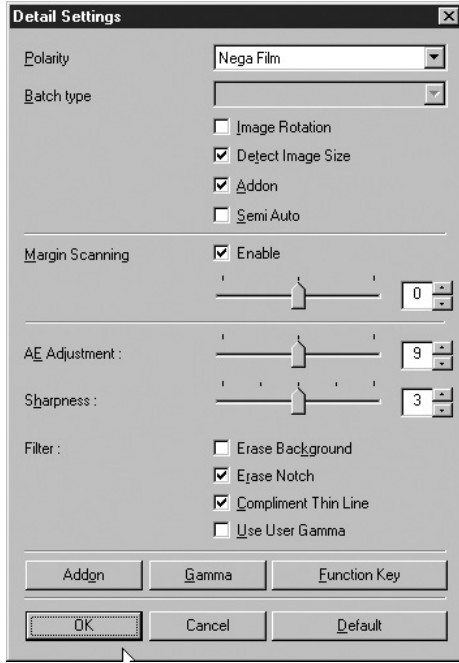 Detail Settings
Polarity Nega Film
Batch type
Image Rotation
Detect Image Size
Addon
Semi Auto
Margin Scanning Enable
0
AE Adjustment : 9
Sharpness : 3
Filter : Erase Background
Erase Notch
Compliment Thin Line
Use User Gamma
Addon Gamma Function Key
OK Cancel Default